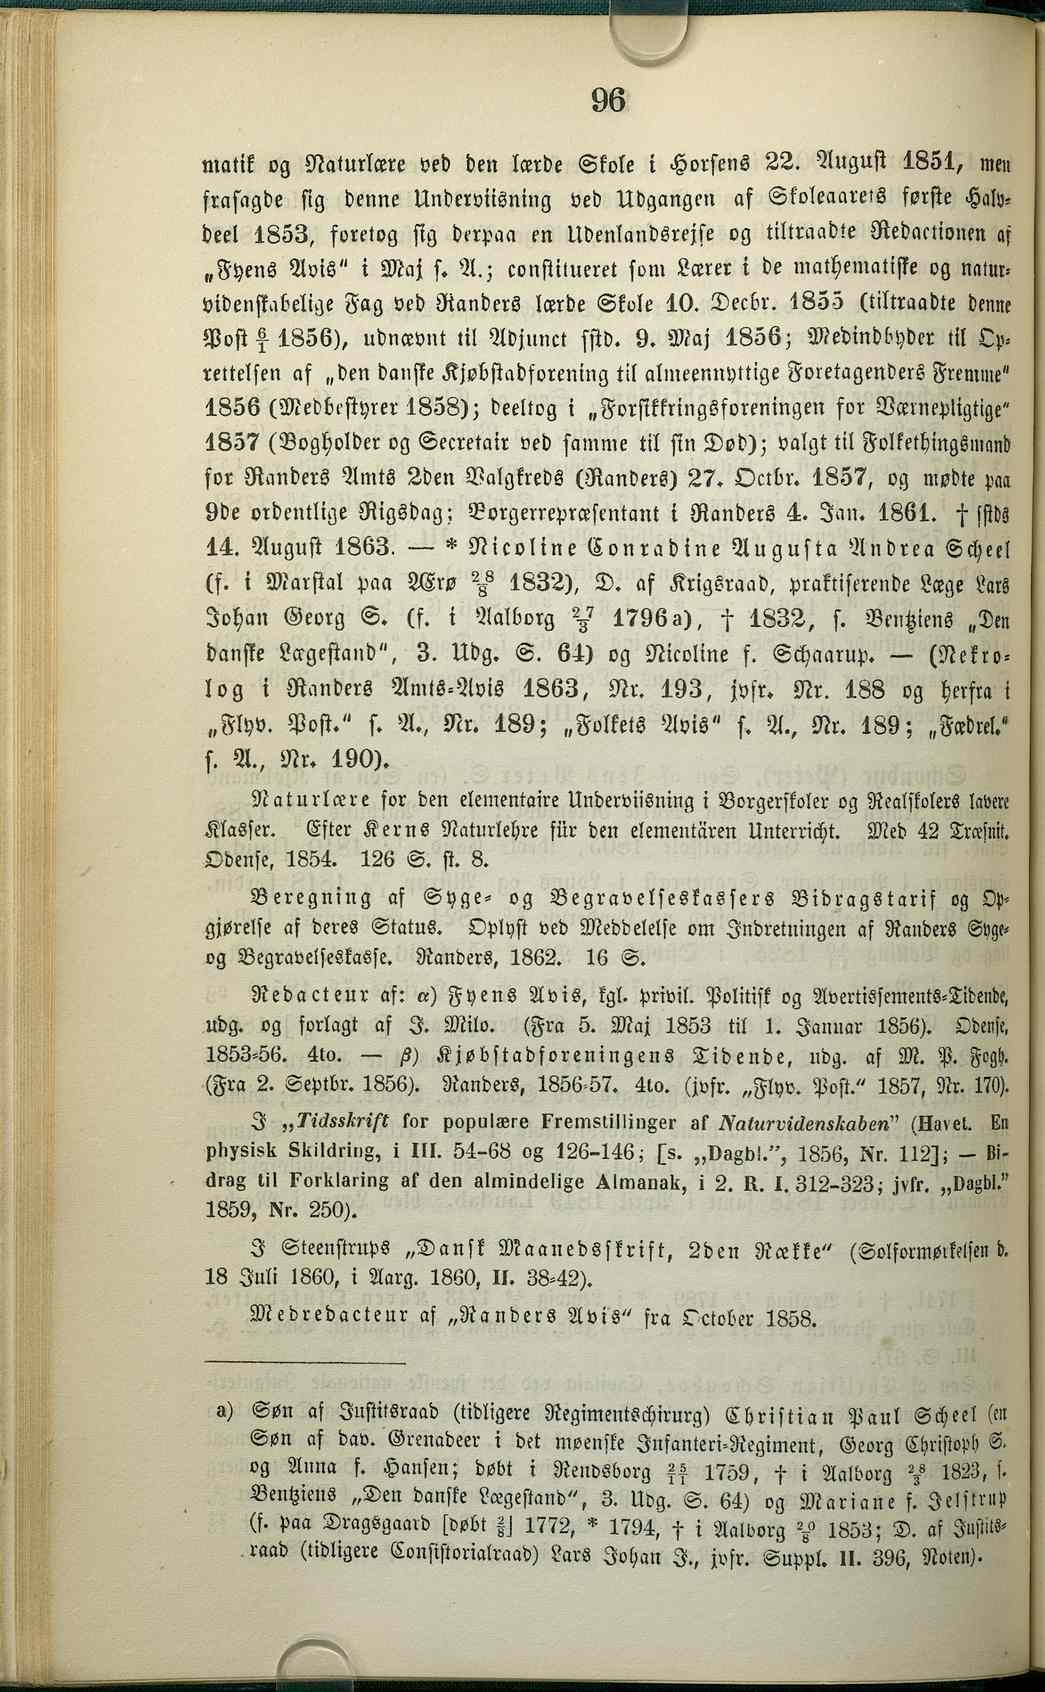 96
matik og Naturlære ved den lærde Skole i Horsens 22. August 1851, men
frasagde sig denne Underviisning ved Udgangen af Skoleaarets første Halv-
deel 1853, foretog sig derpaa en Udenlandsrejse og tiltraadte Redactionen af
„Fyens Avis“ i Maj s. A.; constitueret som Lærer i de mathematiske og natur-
videnskabelige Fag ved Randers lærde Skole 10. Decbr. 1855 (tiltraadte denne
Post 6/1 1856), udnævnt til Adjunct sstd. 9. Maj 1856; Medindbyder til Op-
rettelsen af „den danske Kjøbstadforening til almeennyttige Foretagenders Fremme“
1856 (Medbestyrer 1858); deeltog i „Forsikkringsforeningen for Værnepligtige“
1857 (Bogholder og Secretair ved samme til sin Død); valgt til Folkethingsmand
for Randers Amts 2den Valgkreds (Randers) 27. Octbr. 1857, og mødte paa
9de ordentlige Rigsdag; Borgerrepræsentant i Randers 4. Jan. 1861. † sstds
14. August 1863. — * Nicoline Conradine Augusta Andrea Scheel
(f. i Marstal paa Ærø 28/8 1832), D. af Krigsraad, praktiserende Læge Lars
Johan Georg S. (f. i Aalborg 27/3 1796 a), † 1832, s. Bentziens „Den
danske Lægestand“, 3. Udg. S. 64) og Nicoline f. Schaarup. — (Nekro-
log i Randers Amts-Avis 1863, Nr. 193, jvfr. Nr. 188 og herfra i
„Flyv. Post.“ s. A., Nr. 189; „Folkets Avis“ s. A., Nr. 189; „Fædrel.“
s. A., Nr. 190).
Naturlære for den elementaire Underviisning i Borgerskoler og Realskolers lavere
Klasser. Efter Kerns Naturlehre für den elementären Unterricht. Med 42 Træsnit.
Odense, 1854. 126 S. st. 8.
Beregning af Syge- og Begravelseskassers Bidragstarif og Op-
gjørelse af deres Status. Oplyst ved Meddelelse om Indretningen af Randers Syge-
og Begravelseskasse. Randers, 1862. 16 S.
Redacteur af: α) Fyens Avis, kgl. privil. Politisk og Avertissements-Tidende,
udg. og forlagt af J. Milo. (Fra 5. Maj 1853 til 1. Januar 1856). Odense,
1853-56. 4to. — β) Kjøbstadforeningens Tidende, udg. af M. P. Fogh.
(Fra 2. Septbr. 1856). Randers, 1856-57. 4to. (jvfr. „Flyv. Post.“ 1857, Nr. 170).
I „Tidsskrift for populære Fremstillinger af Naturvidenskaben” (Havet. En
physisk Skildring, i III. 54-68 og 126-146; [s. „Dagbl.”, 1856, Nr. 112]; — Bi-
drag til Forklaring af den almindelige Almanak, i 2. R. I. 312-323; jvfr. „Dagbl.”
1859, Nr. 250).
I Steenstrups „Dansk Maanedsskrift, 2den Række“ (Solformørkelsen d.
18 Juli 1860, i Aarg. 1860, II. 38-42).
Medredacteur af „Randers Avis“ fra October 1858.
a) Søn af Justitsraad (tidligere Regimentschirurg) Christian Paul Scheel (en
Søn af dav. Grenadeer i det møenske Infanteri-Regiment, Georg Christoph S.
og Anna f. Hansen; døbt i Rendsborg 25/11 1759, † i Aalborg 28/3 1823, s.
Bentziens „Den danske Lægestand“, 3. Udg. S. 64) og Mariane f. Jelstrup
(f. paa Dragsgaard [døbt 2/8] 1772, * 1794, † i Aalborg 20/8 1853; D. af Justits-
raad (tidligere Consistorialraad) Lars Johan J., jvfr. Suppl. II. 396, Noten).